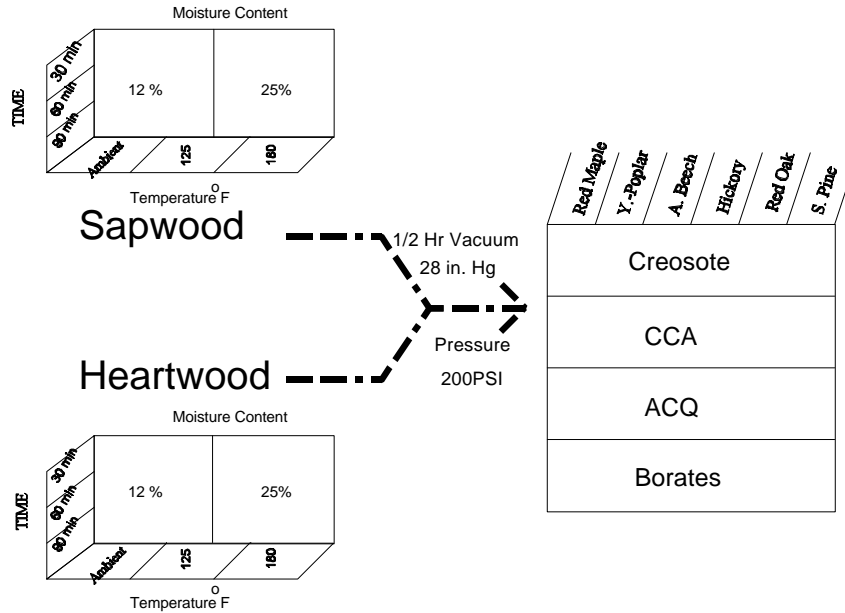 Moisture Content
TIME
30 min
60 min
90 min
12 %
25%
Ambient
125
180
o
Temperature F
Sapwood
1/2 Hr Vacuum
28 in. Hg
Pressure
200PSI
Heartwood
Moisture Content
TIME
30 min
60 min
90 min
12 %
25%
Ambient
125
180
o
Temperature F
Red Maple
Y.-Poplar
A. Beech
Hickory
Red Oak
S. Pine
Creosote
CCA
ACQ
Borates